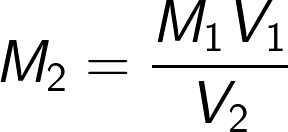 M₂ = M₁V₁ / V₂